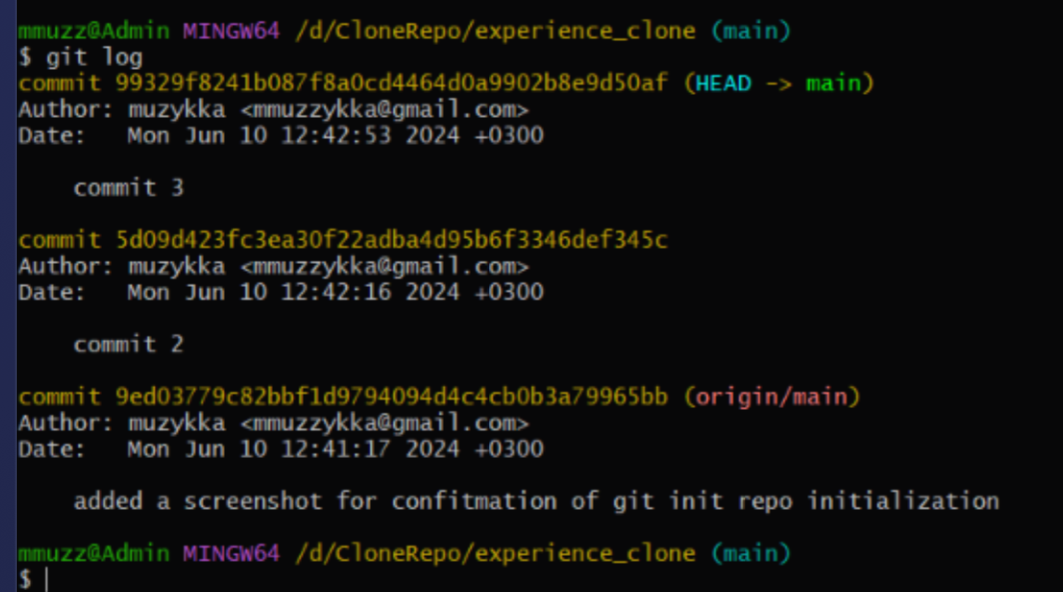 mmuzz@Admin MINGW64 /d/CloneRepo/experience_clone (main)
$ git log
commit 99329f8241b087f8a0cd4464d0a9902b8e9d50af (HEAD -> main)
Author: muzykka <mmuzzykka@gmail.com>
Date:   Mon Jun 10 12:42:53 2024 +0300
commit 3
commit 5d09d423fc3ea30f22adba4d95b6f3346def345c
Author: muzykka <mmuzzykka@gmail.com>
Date:   Mon Jun 10 12:42:16 2024 +0300
commit 2
commit 9ed03779c82bbf1d9794094d4c4cb0b3a79965bb (origin/main)
Author: muzykka <mmuzzykka@gmail.com>
Date:   Mon Jun 10 12:41:17 2024 +0300
added a screenshot for confitmation of git init repo initialization
mmuzz@Admin MINGW64 /d/CloneRepo/experience_clone (main)
$